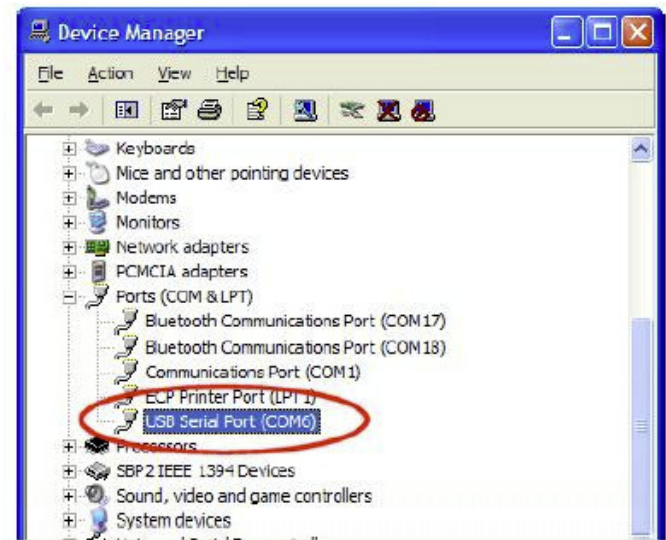 Device Manager
File Action View Help
Keyboards
Mice and other pointing devices
Modems
Monitors
Network adapters
PCMCIA adapters
Ports (COM & LPT)
Bluetooth Communications Port (COM17)
Bluetooth Communications Port (COM18)
Communications Port (COM1)
ECP Printer Port (LPT1)
USB Serial Port (COM6)
Processors
SBP2 IEEE 1394 Devices
Sound, video and game controllers
System devices